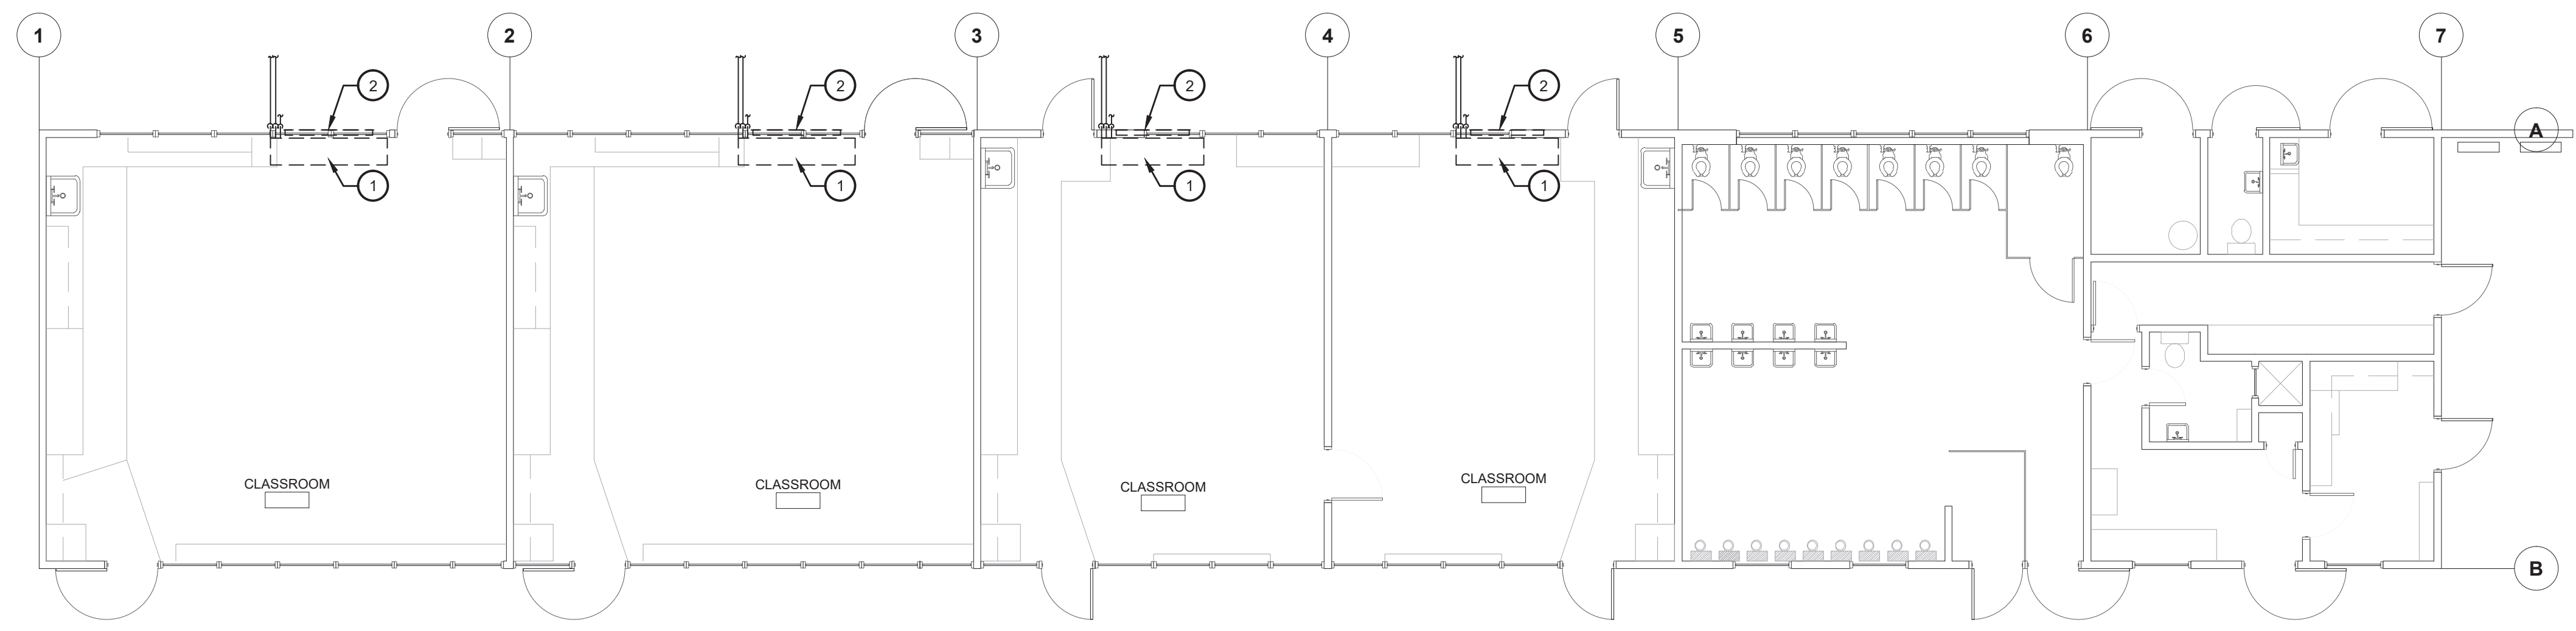 1 2 3 4 5 6 7
2 2 2 2
A
1 1 1 1
CLASSROOM CLASSROOM CLASSROOM CLASSROOM
B